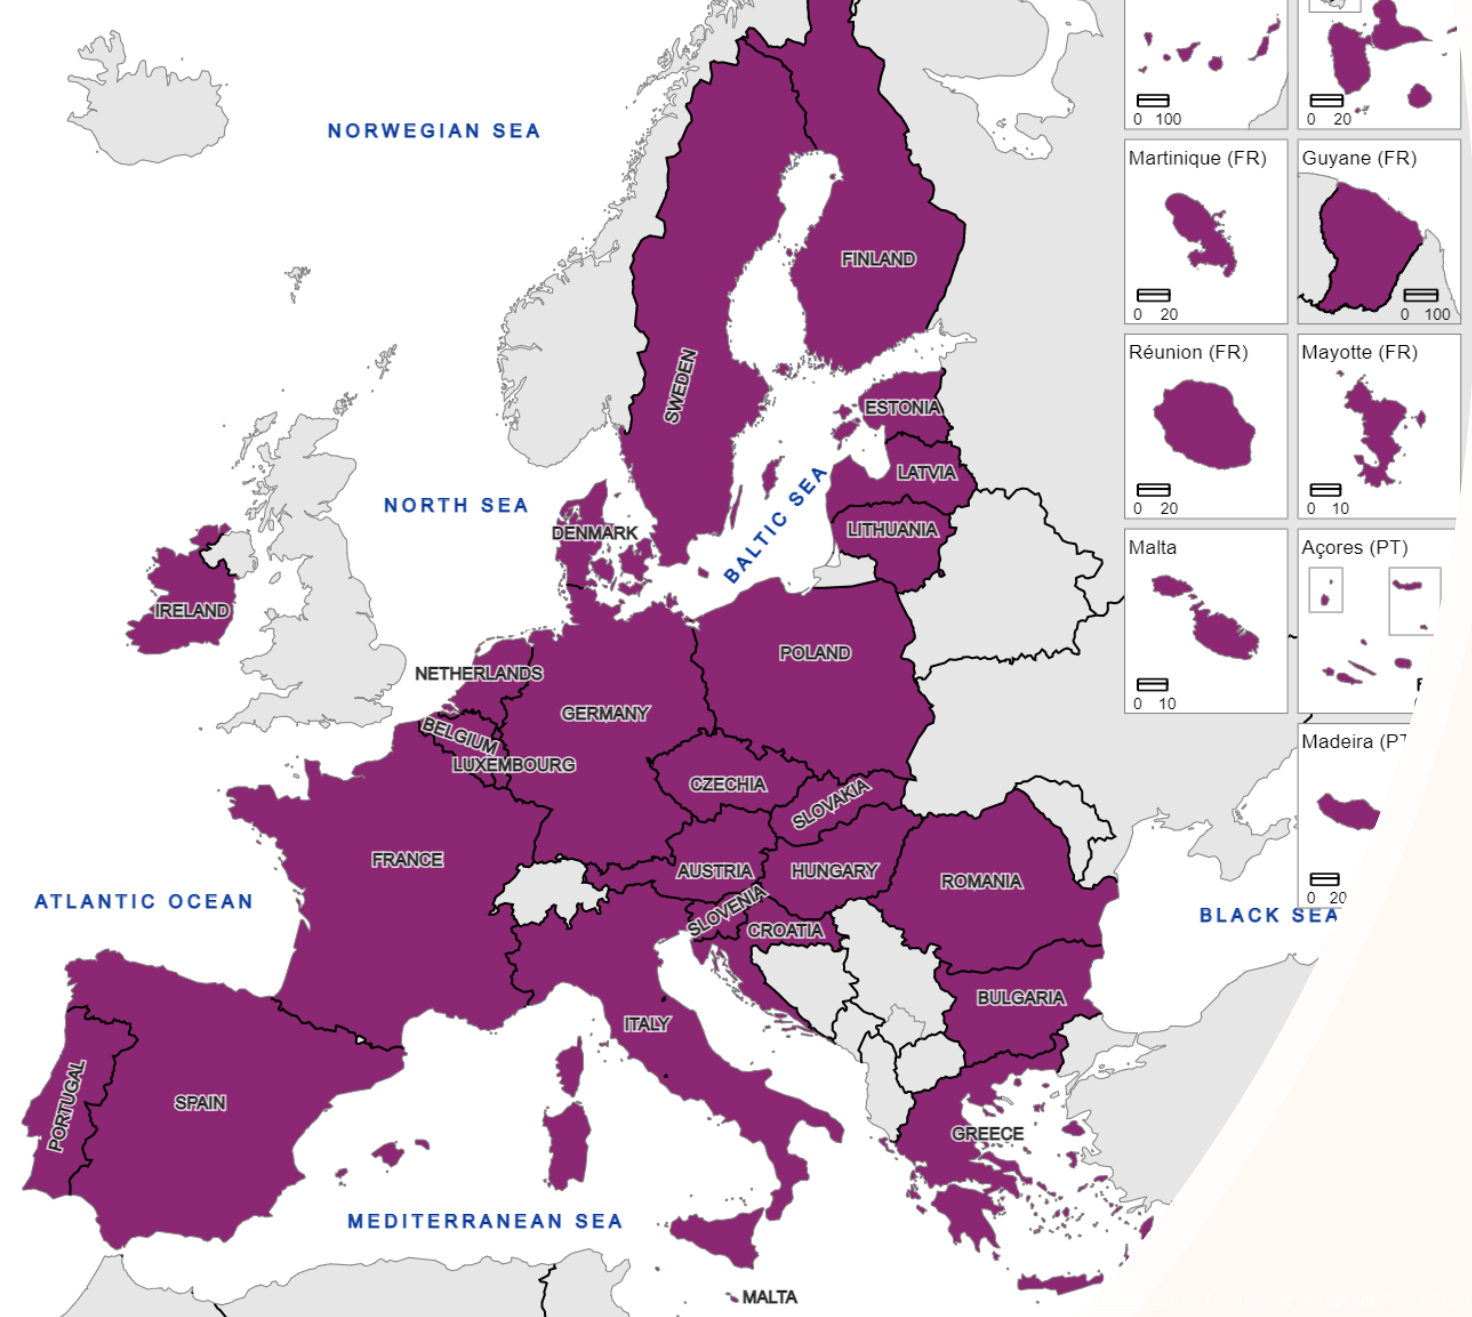 NORWEGIAN SEA
FINLAND
SWEDEN
ESTONIA
LATVIA
LITHUANIA
BALTIC SEA
NORTH SEA
DENMARK
IRELAND
NETHERLANDS
BELGIUM
LUXEMBOURG
GERMANY
POLAND
CZECHIA
SLOVAKIA
FRANCE
AUSTRIA
HUNGARY
ROMANIA
SLOVENIA
CROATIA
ATLANTIC OCEAN
BLACK SEA
BULGARIA
ITALY
PORTUGAL
SPAIN
GREECE
MEDITERRANEAN SEA
MALTA
0 100
0 20
Martinique (FR)
0 20
Guyane (FR)
0 100
Réunion (FR)
0 20
Mayotte (FR)
0 10
Malta
0 10
Açores (PT)
Madeira (PT
0 20